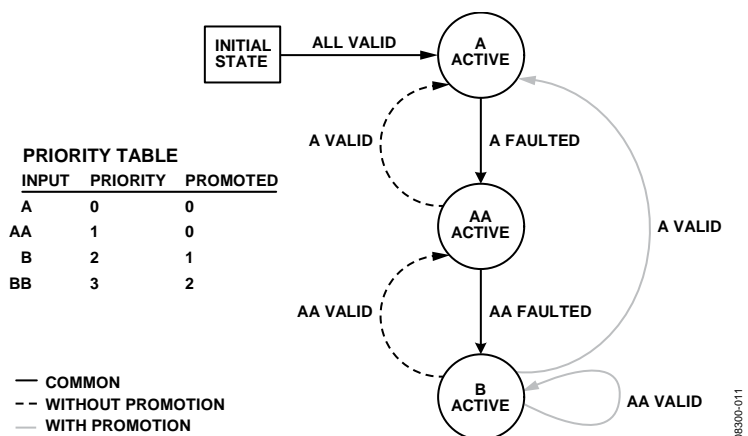 INITIAL
STATE
ALL VALID
A
ACTIVE
A VALID
A FAULTED
PRIORITY TABLE
INPUT PRIORITY PROMOTED
A 0 0
AA 1 0
B 2 1
BB 3 2
AA
ACTIVE
A VALID
AA VALID
AA FAULTED
B
ACTIVE
AA VALID
COMMON
WITHOUT PROMOTION
WITH PROMOTION
08300-011